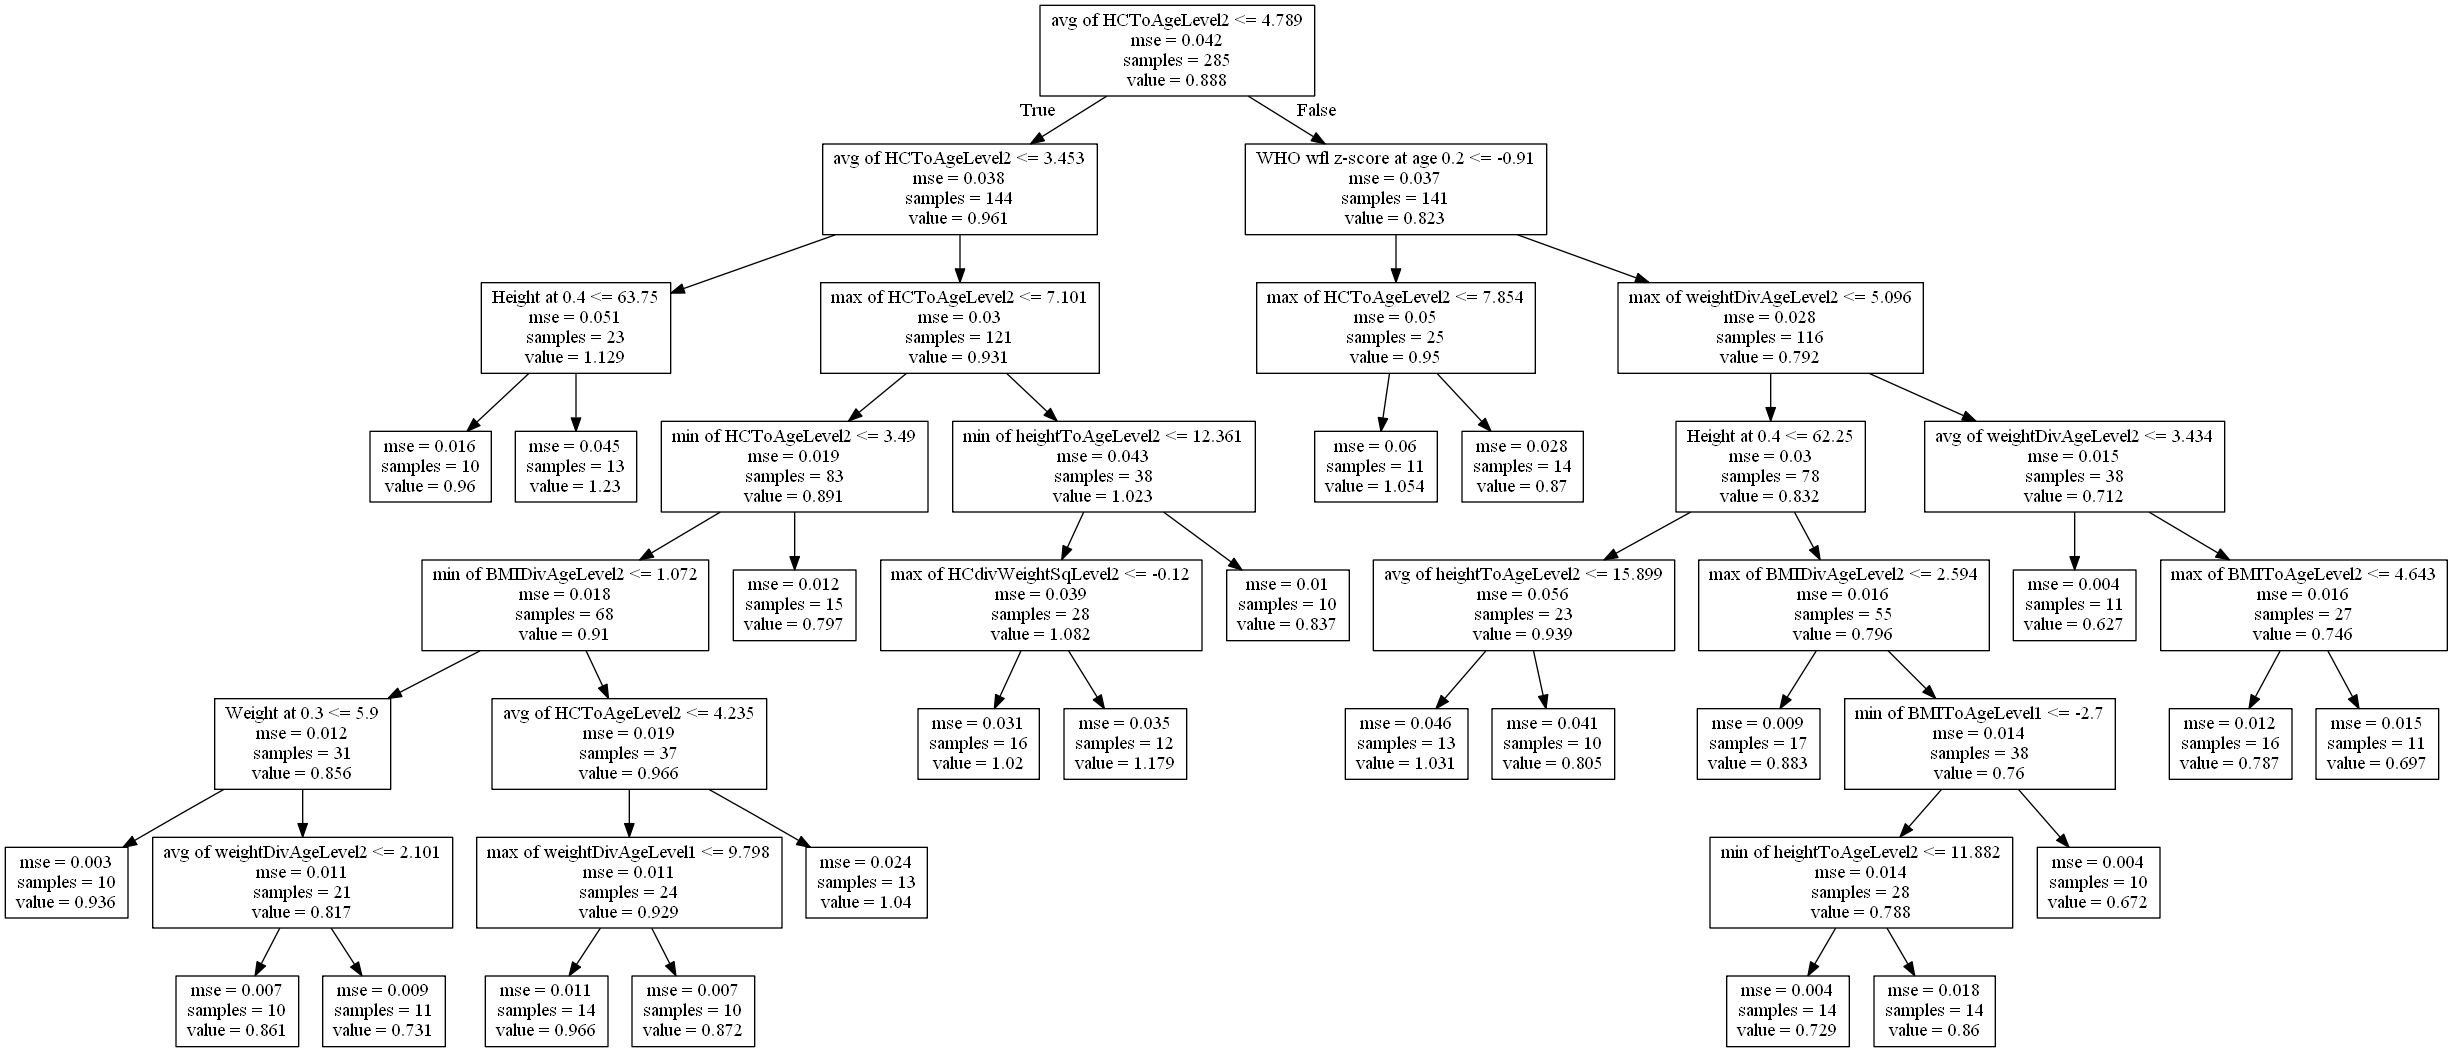 avg of HCToAgeLevel2 <= 4.789
mse = 0.042
samples = 285
value = 0.888
True
False
avg of HCToAgeLevel2 <= 3.453
mse = 0.038
samples = 144
value = 0.961
WHO wfl z-score at age 0.2 <= -0.91
mse = 0.037
samples = 141
value = 0.823
Height at 0.4 <= 63.75
mse = 0.051
samples = 23
value = 1.129
max of HCToAgeLevel2 <= 7.101
mse = 0.03
samples = 121
value = 0.931
max of HCToAgeLevel2 <= 7.854
mse = 0.05
samples = 25
value = 0.95
max of weightDivAgeLevel2 <= 5.096
mse = 0.028
samples = 116
value = 0.792
mse = 0.016
samples = 10
value = 0.96
mse = 0.045
samples = 13
value = 1.23
min of HCToAgeLevel2 <= 3.49
mse = 0.019
samples = 83
value = 0.891
min of heightToAgeLevel2 <= 12.361
mse = 0.043
samples = 38
value = 1.023
mse = 0.06
samples = 11
value = 1.054
mse = 0.028
samples = 14
value = 0.87
Height at 0.4 <= 62.25
mse = 0.03
samples = 78
value = 0.832
avg of weightDivAgeLevel2 <= 3.434
mse = 0.015
samples = 38
value = 0.712
min of BMIDivAgeLevel2 <= 1.072
mse = 0.018
samples = 68
value = 0.91
mse = 0.012
samples = 15
value = 0.797
max of HCdivWeightSqLevel2 <= -0.12
mse = 0.039
samples = 28
value = 1.082
mse = 0.01
samples = 10
value = 0.837
avg of heightToAgeLevel2 <= 15.899
mse = 0.056
samples = 23
value = 0.939
max of BMIDivAgeLevel2 <= 2.594
mse = 0.016
samples = 55
value = 0.796
mse = 0.004
samples = 11
value = 0.627
max of BMIToAgeLevel2 <= 4.643
mse = 0.016
samples = 27
value = 0.746
Weight at 0.3 <= 5.9
mse = 0.012
samples = 31
value = 0.856
avg of HCToAgeLevel2 <= 4.235
mse = 0.019
samples = 37
value = 0.966
mse = 0.031
samples = 16
value = 1.02
mse = 0.035
samples = 12
value = 1.179
mse = 0.046
samples = 13
value = 1.031
mse = 0.041
samples = 10
value = 0.805
mse = 0.009
samples = 17
value = 0.883
min of BMIToAgeLevel1 <= -2.7
mse = 0.014
samples = 38
value = 0.76
mse = 0.012
samples = 16
value = 0.787
mse = 0.015
samples = 11
value = 0.697
mse = 0.003
samples = 10
value = 0.936
avg of weightDivAgeLevel2 <= 2.101
mse = 0.011
samples = 21
value = 0.817
max of weightDivAgeLevel1 <= 9.798
mse = 0.011
samples = 24
value = 0.929
mse = 0.024
samples = 13
value = 1.04
min of heightToAgeLevel2 <= 11.882
mse = 0.014
samples = 28
value = 0.788
mse = 0.004
samples = 10
value = 0.672
mse = 0.007
samples = 10
value = 0.861
mse = 0.009
samples = 11
value = 0.731
mse = 0.011
samples = 14
value = 0.966
mse = 0.007
samples = 10
value = 0.872
mse = 0.004
samples = 14
value = 0.729
mse = 0.018
samples = 14
value = 0.86